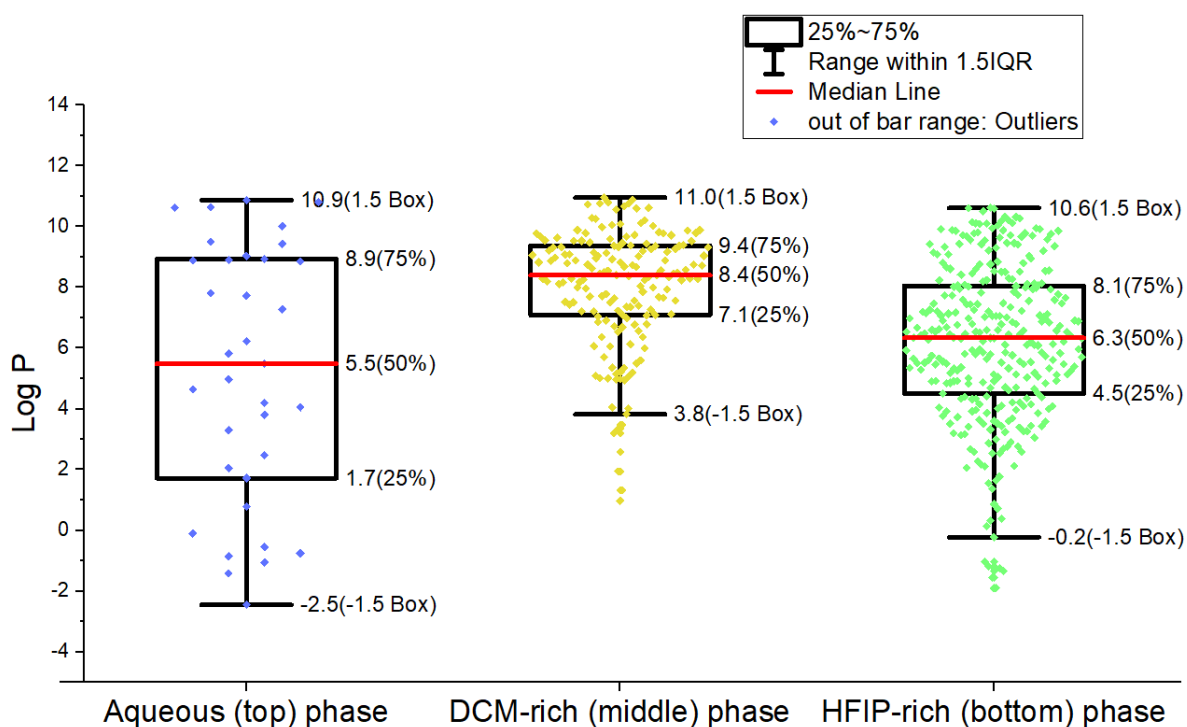 25%~75%
Range within 1.5IQR
Median Line
out of bar range: Outliers
Log P
14
12
10
8
6
4
2
0
-2
-4
10.9(1.5 Box)
8.9(75%)
5.5(50%)
1.7(25%)
-2.5(-1.5 Box)
11.0(1.5 Box)
9.4(75%)
8.4(50%)
7.1(25%)
3.8(-1.5 Box)
10.6(1.5 Box)
8.1(75%)
6.3(50%)
4.5(25%)
-0.2(-1.5 Box)
Aqueous (top) phase
DCM-rich (middle) phase
HFIP-rich (bottom) phase